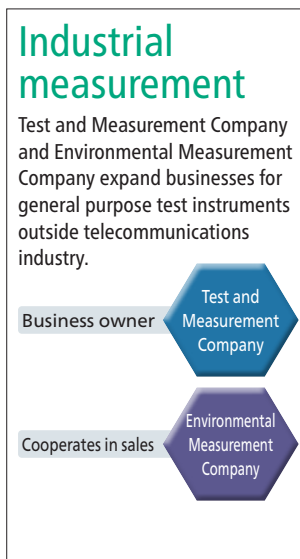 Industrial
measurement
Test and Measurement Company
and Environmental Measurement
Company expand businesses for
general purpose test instruments
outside telecommunications
industry.
Business owner
Test and
Measurement
Company
Cooperates in sales
Environmental
Measurement
Company